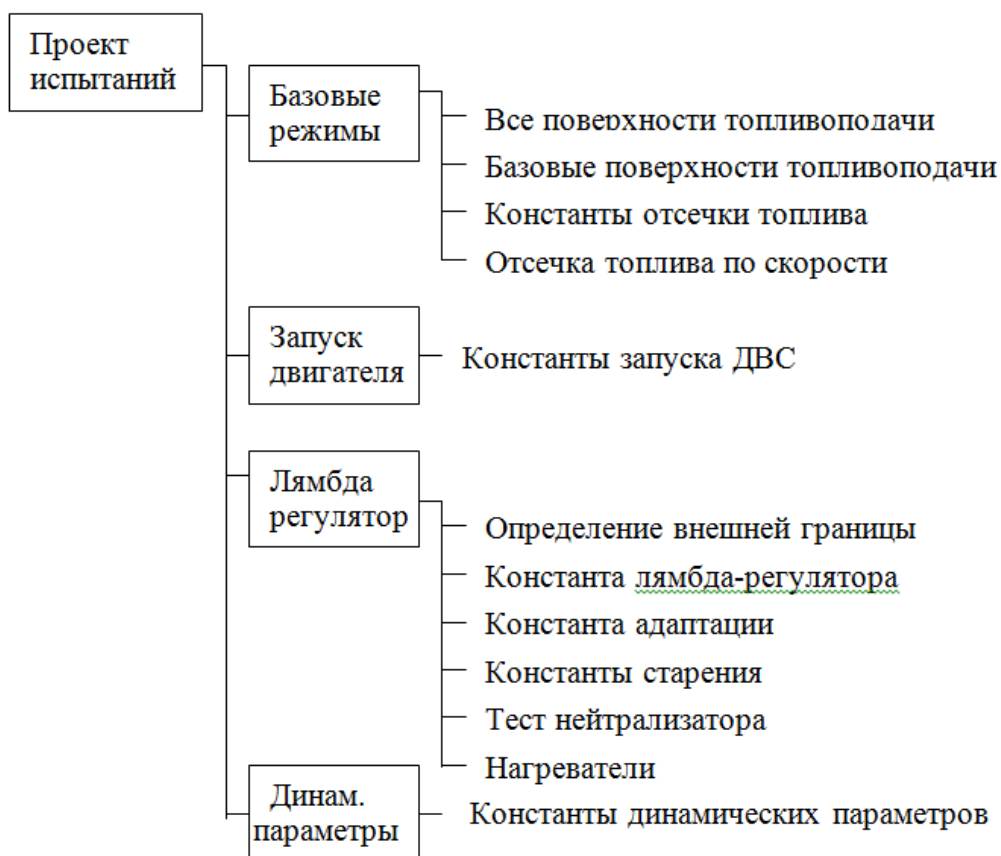 Проект
испытаний
Базовые
режимы
Все поверхности топливоподачи
Базовые поверхности топливоподачи
Константы отсечки топлива
Отсечка топлива по скорости
Запуск
двигателя
Константы запуска ДВС
Лямбда
регулятор
Определение внешней границы
Константа лямбда-регулятора
Константа адаптации
Константы старения
Тест нейтрализатора
Нагреватели
Динам.
параметры
Константы динамических параметров